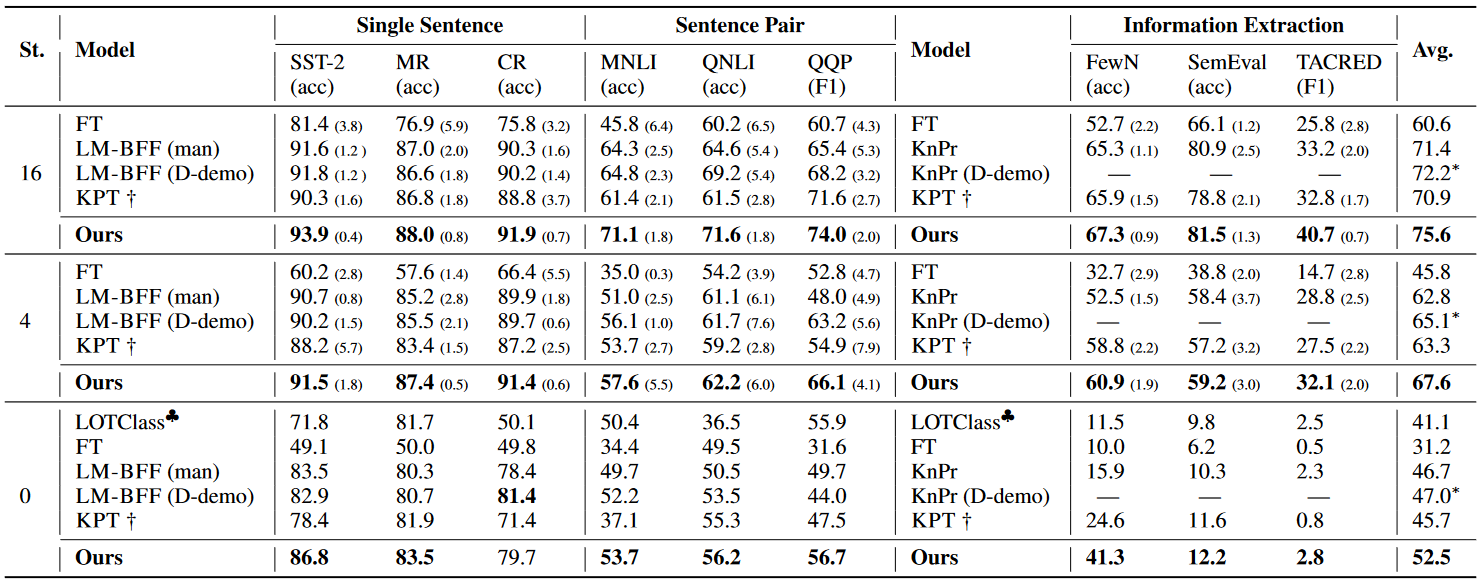 St. Model Single Sentence Sentence Pair Model Information Extraction Avg.
SST-2 MR CR MNLI QNLI QQP FewN SemEval TACRED
(acc) (acc) (acc) (acc) (acc) (F1) (acc) (acc) (F1)
FT 81.4 (3.8) 76.9 (5.9) 75.8 (3.2) 45.8 (6.4) 60.2 (6.5) 60.7 (4.3) FT 52.7 (2.2) 66.1 (1.2) 25.8 (2.8) 60.6
LM-BFF (man) 91.6 (1.2 ) 87.0 (2.0) 90.3 (1.6) 64.3 (2.5) 64.6 (5.4 ) 65.4 (5.3) KnPr 65.3 (1.1) 80.9 (2.5) 33.2 (2.0) 71.4
16 LM-BFF (D-demo) 91.8 (1.2 ) 86.6 (1.8) 90.2 (1.4) 64.8 (2.3) 69.2 (5.4) 68.2 (3.2) KnPr (D-demo) — — — 72.2*
KPT † 90.3 (1.6) 86.8 (1.8) 88.8 (3.7) 61.4 (2.1) 61.5 (2.8) 71.6 (2.7) KPT † 65.9 (1.5) 78.8 (2.1) 32.8 (1.7) 70.9
Ours 93.9 (0.4) 88.0 (0.8) 91.9 (0.7) 71.1 (1.8) 71.6 (1.8) 74.0 (2.0) Ours 67.3 (0.9) 81.5 (1.3) 40.7 (0.7) 75.6
FT 60.2 (2.8) 57.6 (1.4) 66.4 (5.5) 35.0 (0.3) 54.2 (3.9) 52.8 (4.7) FT 32.7 (2.9) 38.8 (2.0) 14.7 (2.8) 45.8
LM-BFF (man) 90.7 (0.8) 85.2 (2.8) 89.9 (1.8) 51.0 (2.5) 61.1 (6.1) 48.0 (4.9) KnPr 52.5 (1.5) 58.4 (3.7) 28.8 (2.5) 62.8
4 LM-BFF (D-demo) 90.2 (1.5) 85.5 (2.1) 89.7 (0.6) 56.1 (1.0) 61.7 (7.6) 63.2 (5.6) KnPr (D-demo) — — — 65.1*
KPT † 88.2 (5.7) 83.4 (1.5) 87.2 (2.5) 53.7 (2.7) 59.2 (2.8) 54.9 (7.9) KPT † 58.8 (2.2) 57.2 (3.2) 27.5 (2.2) 63.3
Ours 91.5 (1.8) 87.4 (0.5) 91.4 (0.6) 57.6 (5.5) 62.2 (6.0) 66.1 (4.1) Ours 60.9 (1.9) 59.2 (3.0) 32.1 (2.0) 67.6
LOTClass♣ 71.8 81.7 50.1 50.4 36.5 55.9 LOTClass♣ 11.5 9.8 2.5 41.1
FT 49.1 50.0 49.8 34.4 49.5 31.6 FT 10.0 6.2 0.5 31.2
LM-BFF (man) 83.5 80.3 78.4 49.7 50.5 49.7 KnPr 15.9 10.3 2.3 46.7
0 LM-BFF (D-demo) 82.9 80.7 81.4 52.2 53.5 44.0 KnPr (D-demo) — — — 47.0*
KPT † 78.4 81.9 71.4 37.1 55.3 47.5 KPT † 24.6 11.6 0.8 45.7
Ours 86.8 83.5 79.7 53.7 56.2 56.7 Ours 41.3 12.2 2.8 52.5